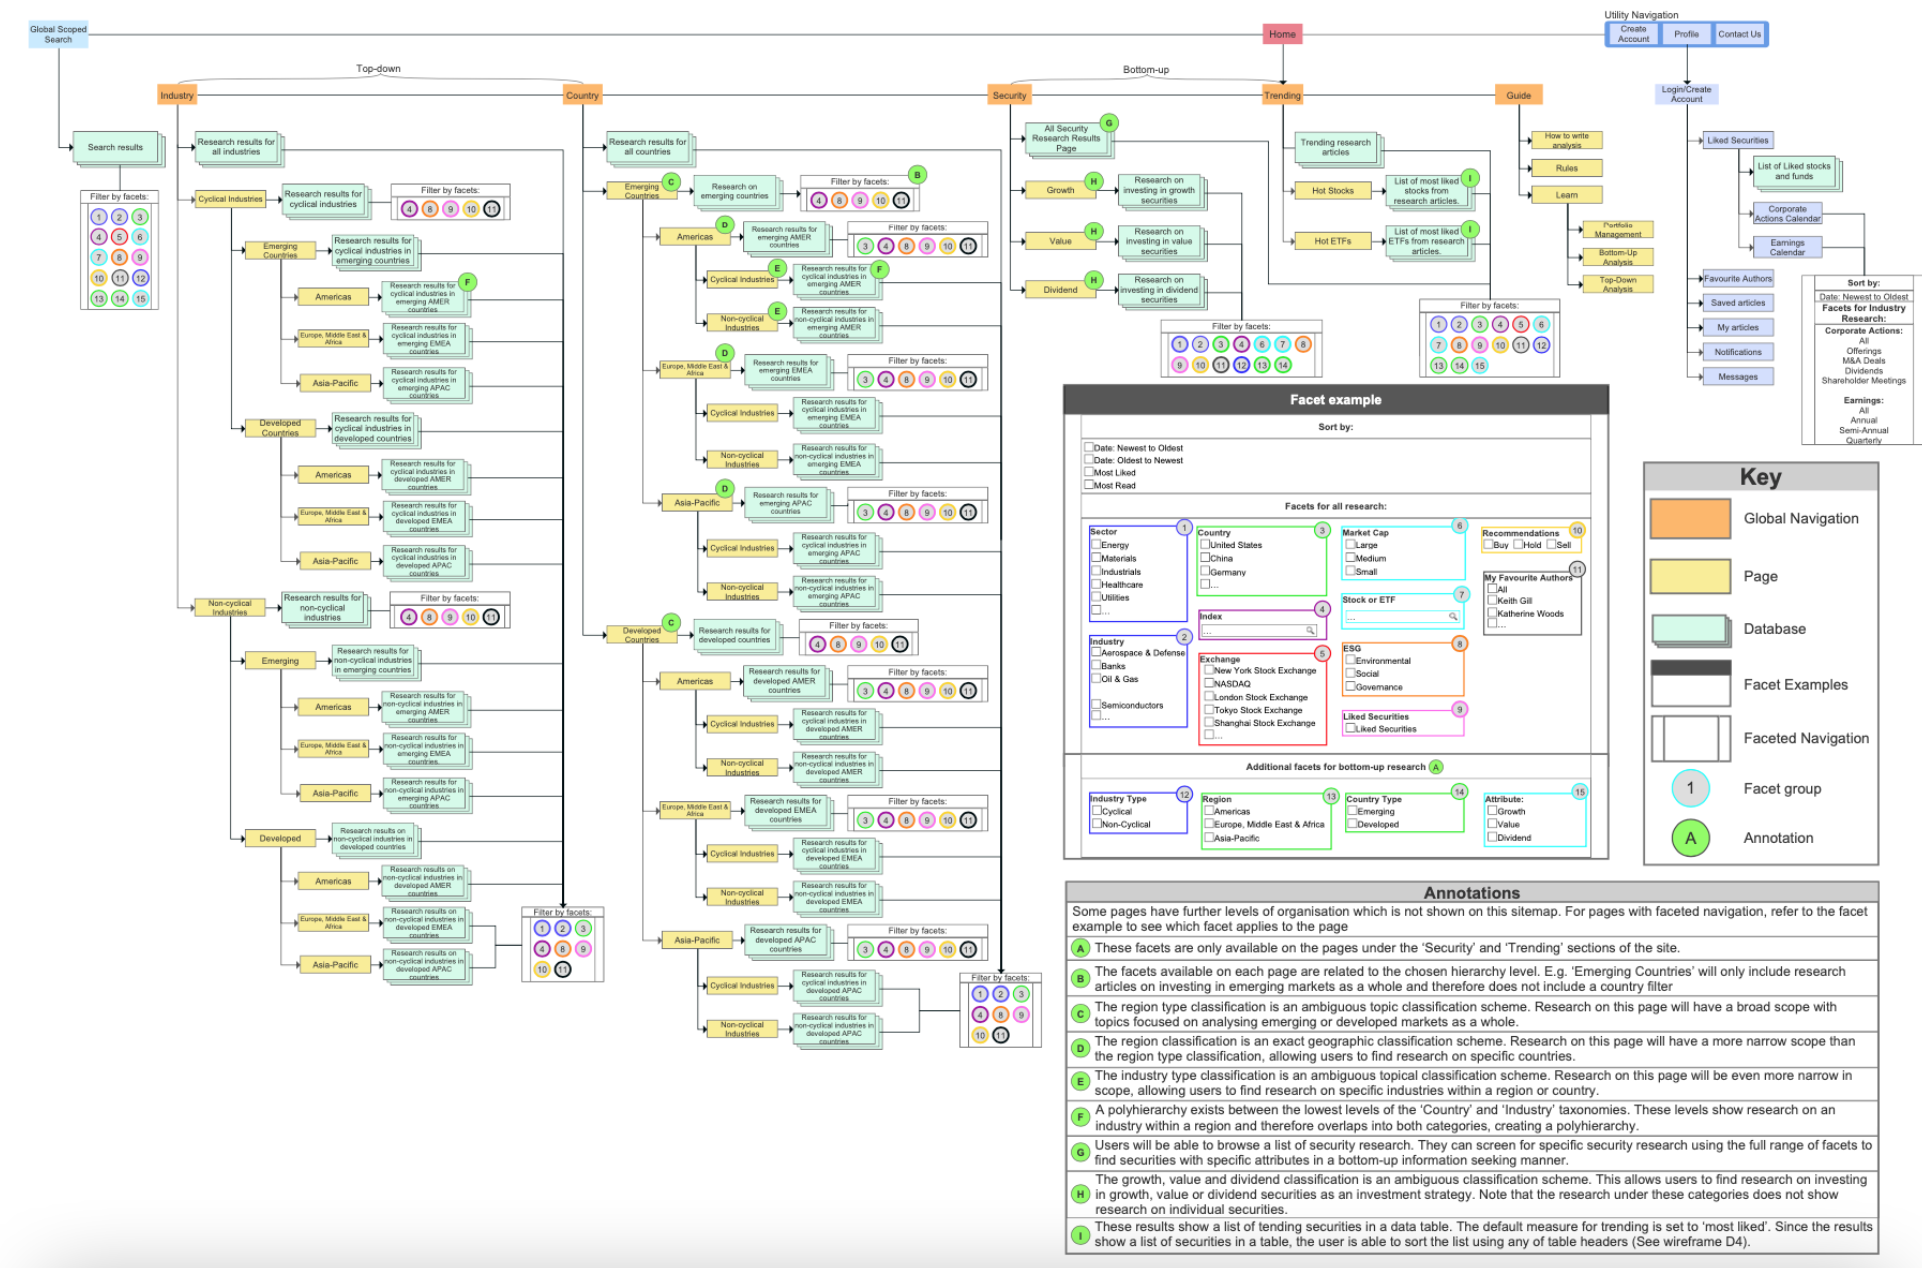 Utility Navigation
Global Scoped
Search
Home
Create
Account
Profile
Contact Us
Top-down
Bottom-up
Industry
Country
Security
Trending
Guide
Login/Create
Account
Search results
Filter by facets:
1 2 3
4 5 6
7 8 9
10 11 12
13 14 15
Research results for
all industries
Cyclical Industries
Research results for
cyclical industries
Filter by facets:
4 8 9 10 11
Emerging
Countries
Research results for
cyclical industries in
emerging countries
Americas
Research results for
cyclical industries in
emerging AMER
countries
F
Europe, Middle East &
Africa
Research results for
cyclical industries in
emerging EMEA
countries
Asia-Pacific
Research results for
cyclical industries in
emerging APAC
countries
Developed
Countries
Research results for
cyclical industries in
developed countries
Americas
Research results for
cyclical industries in
developed AMER
countries
Europe, Middle East &
Africa
Research results for
cyclical industries in
developed EMEA
countries
Asia-Pacific
Research results for
cyclical industries in
developed APAC
countries
Non-cyclical
Industries
Research results for
non-cyclical
industries
Filter by facets:
4 8 9 10 11
Emerging
Research results for
non-cyclical industries
in emerging countries
Americas
Research results for
non-cyclical industries in
emerging AMER
countries
Europe, Middle East &
Africa
Research results for
non-cyclical industries in
emerging EMEA
countries.
Asia-Pacific
Research results for
non-cyclical industries in
emerging APAC
countries
Developed
Research results on
non-cyclical industries in
developed countries
Americas
Research results on
non-cyclical industries in
developed AMER
countries
Europe, Middle East &
Africa
Research results on
non-cyclical industries in
developed EMEA
countries
Asia-Pacific
Research results on
non-cyclical industries in
developed APAC
countries
Filter by facets:
1 2 3
4 8 9
10 11
Research results for
all countries
Emerging
Countries
C
Research on
emerging countries
Filter by facets:
B
4 8 9 10 11
Americas
D
Research results for
emerging AMER
countries
Filter by facets:
3 4 8 9 10 11
Cyclical Industries
E
Research results for
cyclical industries in
emerging AMER
countries
F
Non-cyclical
Industries
E
Research results for
non-cyclical industries in
emerging AMER
countries
Europe, Middle East &
Africa
D
Research results for
emerging EMEA
countries
Filter by facets:
3 4 8 9 10 11
Cyclical Industries
Research results for
cyclical industries in
emerging EMEA
countries
Non-cyclical
Industries
Research results for
non-cyclical industries in
emerging EMEA
countries
Asia-Pacific
D
Research results for
emerging APAC
countries
Filter by facets:
3 4 8 9 10 11
Cyclical Industries
Research results for
cyclical industries in
emerging APAC
countries
Non-cyclical
Industries
Research results for
non-cyclical industries in
emerging APAC
countries
Developed
Countries
C
Research results for
developed countries
Filter by facets:
4 8 9 10 11
Americas
Research results for
developed AMER
countries
Filter by facets:
3 4 8 9 10 11
Cyclical Industries
Research results for
cyclical industries in
developed AMER
countries
Non-cyclical
Industries
Research results for
non-cyclical industries in
developed AMER
countries
Europe, Middle East &
Africa
Research results for
developed EMEA
countries
Filter by facets:
3 4 8 9 10 11
Cyclical Industries
Research results for
cyclical industries in
developed EMEA
countries
Non-cyclical
Industries
Research results for
non-cyclical industries in
developed EMEA
countries
Asia-Pacific
Research results for
developed APAC
countries
Filter by facets:
3 4 8 9 10 11
Cyclical Industries
Research results for
cyclical industries in
developed APAC
countries
Non-cyclical
Industries
Research results for
non-cyclical industries in
developed APAC
countries
Filter by facets:
1 2 3
4 8 9
10 11
All Security
Research Results
Page
G
Growth
H
Research on
investing in growth
securities
Value
H
Research on
investing in value
securities
Dividend
H
Research on
investing in dividend
securities
Filter by facets:
1 2 3 4 6 7 8
9 10 11 12 13 14
Trending research
articles
Hot Stocks
List of most liked
stocks from
research articles.
I
Hot ETFs
List of most liked
ETFs from research
articles.
I
Filter by facets:
1 2 3 4 5 6
7 8 9 10 11 12
13 14 15
How to write
analysis
Rules
Learn
Portfolio
Management
Bottom-Up
Analysis
Top-Down
Analysis
Liked Securities
List of Liked stocks
and funds
Corporate
Actions Calendar
Earnings
Calendar
Favourite Authors
Saved articles
My articles
Notifications
Messages
Sort by:
Date: Newest to Oldest
Facets for Industry
Research:
Corporate Actions:
All
Offerings
M&A Deals
Dividends
Shareholder Meetings
Earnings:
All
Annual
Semi-Annual
Quarterly
Facet example
Sort by:
Date: Newest to Oldest
Date: Oldest to Newest
Most Liked
Most Read
Facets for all research:
Sector
1
Energy
Materials
Industrials
Healthcare
Utilities
...
Industry
2
Aerospace & Defense
Banks
Oil & Gas
Semiconductors
...
Country
3
United States
China
Germany
...
Index
4
...
Exchange
5
New York Stock Exchange
NASDAQ
London Stock Exchange
Tokyo Stock Exchange
Shanghai Stock Exchange
...
Market Cap
6
Large
Medium
Small
Stock or ETF
7
...
ESG
8
Environmental
Social
Governance
Liked Securities
9
Liked Securities
Recommendations
10
Buy Hold Sell
My Favourite Authors
11
All
Keith Gill
Katherine Woods
...
Additional facets for bottom-up research A
Industry Type
12
Cyclical
Non-Cyclical
Region
13
Americas
Europe, Middle East & Africa
Asia-Pacific
Country Type
14
Emerging
Developed
Attribute:
15
Growth
Value
Dividend
Key
Global Navigation
Page
Database
Facet Examples
Faceted Navigation
1
Facet group
A
Annotation
Annotations
Some pages have further levels of organisation which is not shown on this sitemap. For pages with faceted navigation, refer to the facet
example to see which facet applies to the page
A These facets are only available on the pages under the ‘Security’ and ‘Trending’ sections of the site.
B The facets available on each page are related to the chosen hierarchy level. E.g. ‘Emerging Countries’ will only include research
articles on investing in emerging markets as a whole and therefore does not include a country filter
C The region type classification is an ambiguous topic classification scheme. Research on this page will have a broad scope with
topics focused on analysing emerging or developed markets as a whole.
D The region classification is an exact geographic classification scheme. Research on this page will have a more narrow scope than
the region type classification, allowing users to find research on specific countries.
E The industry type classification is an ambiguous topical classification scheme. Research on this page will be even more narrow in
scope, allowing users to find research on specific industries within a region or country.
F A polyhierarchy exists between the lowest levels of the ‘Country’ and ‘Industry’ taxonomies. These levels show research on an
industry within a region and therefore overlaps into both categories, creating a polyhierarchy.
G Users will be able to browse a list of security research. They can screen for specific security research using the full range of facets to
find securities with specific attributes in a bottom-up information seeking manner.
H The growth, value and dividend classification is an ambiguous classification scheme. This allows users to find research on investing
in growth, value or dividend securities as an investment strategy. Note that the research under these categories does not show
research on individual securities.
I These results show a list of tending securities in a data table. The default measure for trending is set to ‘most liked’. Since the results
show a list of securities in a table, the user is able to sort the list using any of table headers (See wireframe D4).